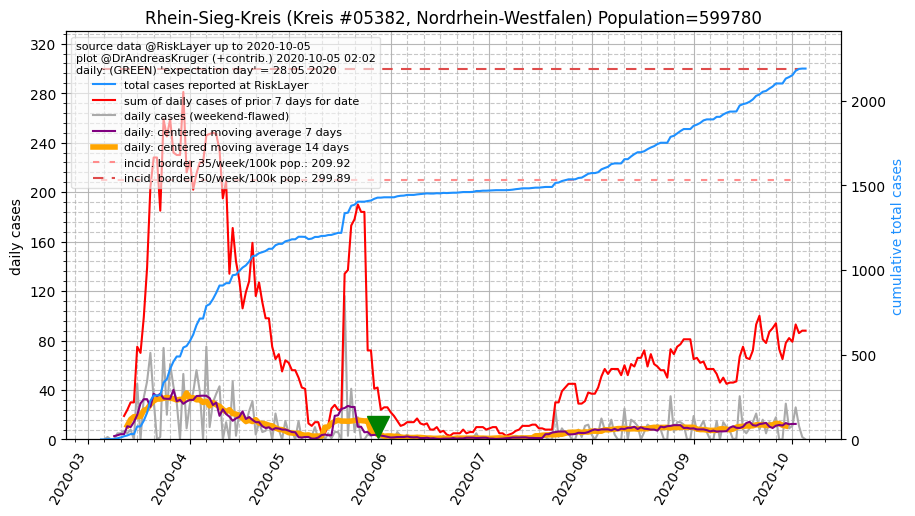 Rhein-Sieg-Kreis (Kreis #05382, Nordrhein-Westfalen) Population=599780
source data @RiskLayer up to 2020-10-05
plot @DrAndreasKruger (+contrib.) 2020-10-05 02:02
daily: (GREEN) 'expectation day' = 28.05.2020
total cases reported at RiskLayer
sum of daily cases of prior 7 days for date
daily cases (weekend-flawed)
daily: centered moving average 7 days
daily: centered moving average 14 days
incid. border 35/week/100k pop.: 209.92
incid. border 50/week/100k pop.: 299.89
daily cases
320
280
240
200
160
120
80
40
0
cumulative total cases
2000
1500
1000
500
0
2020-03
2020-04
2020-05
2020-06
2020-07
2020-08
2020-09
2020-10